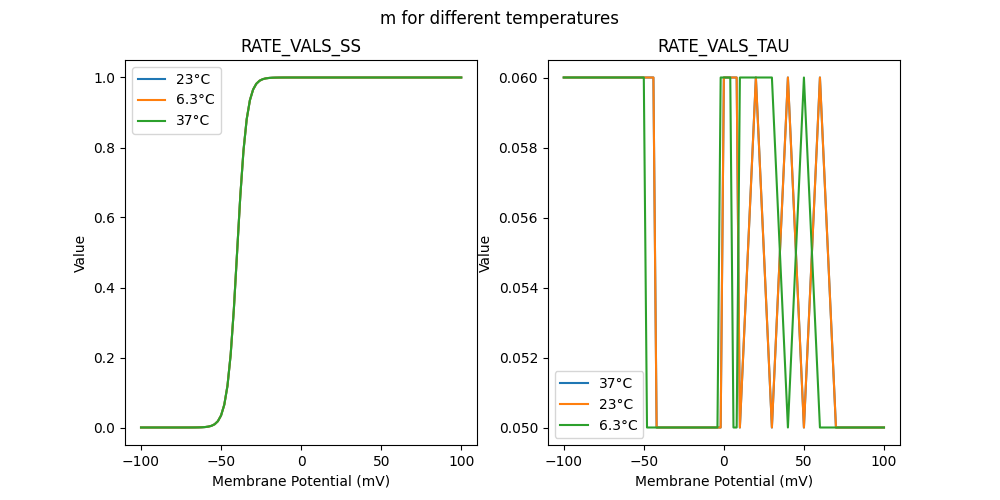 m for different temperatures
RATE_VALS_SS
1.0
0.8
0.6
0.4
0.2
0.0
Value
23°C
6.3°C
37°C
−100
−50
0
50
100
Membrane Potential (mV)
RATE_VALS_TAU
0.060
0.058
0.056
0.054
0.052
0.050
Value
37°C
23°C
6.3°C
−100
−50
0
50
100
Membrane Potential (mV)